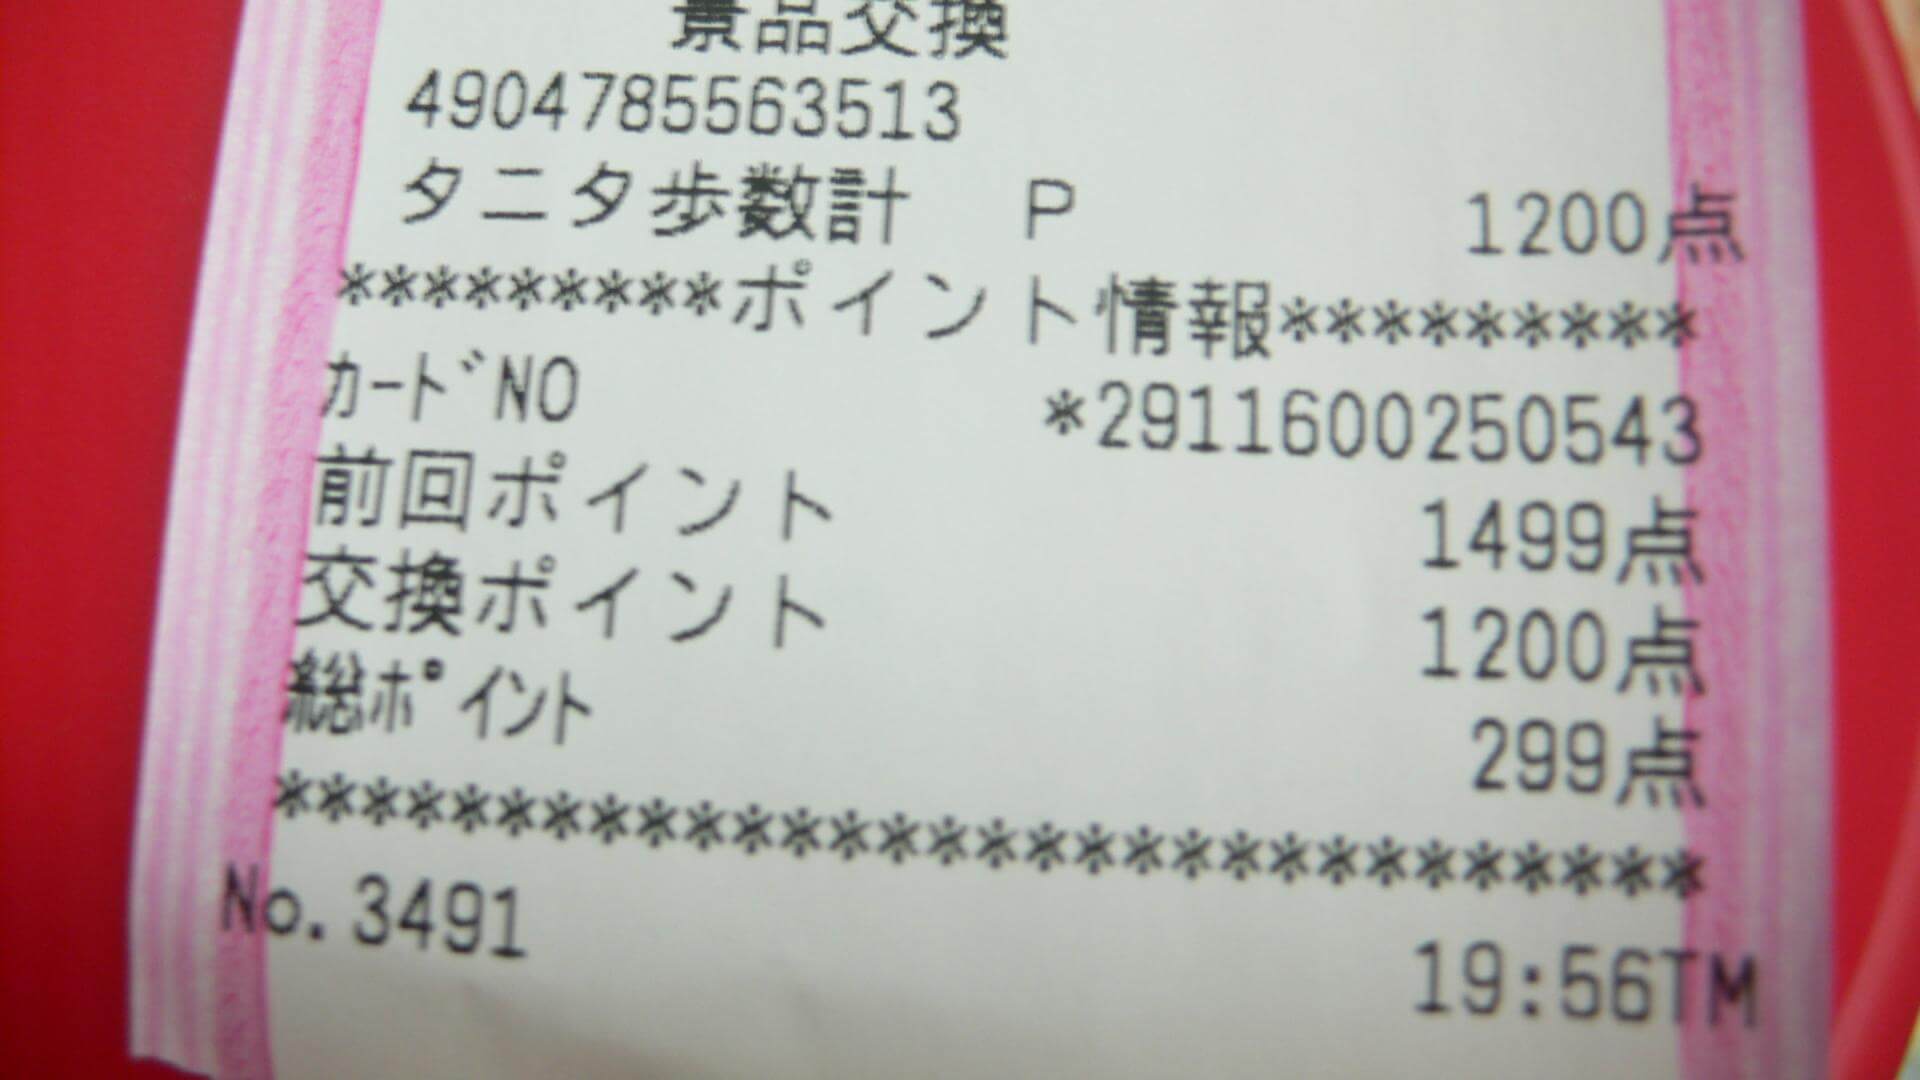 景品交換
4904785563513
タニタ歩数計 P 1200点
*********ポイント情報*********
カードNO *2911600250543
前回ポイント 1499点
交換ポイント 1200点
総ポイント 299点
******************************
No.3491 19:56TM